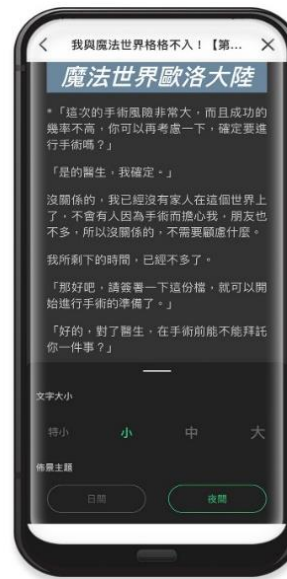 我與魔法世界格格不入！【第...
魔法世界歐洛大陸
*「這次的手術風險非常大，而且成功的
幾率不高，你可以再考慮一下，確定要進
行手術嗎？」
「是的醫生，我確定。」
沒關係的，我已經沒有家人在這個世界上
了，不會有人因為手術而擔心我，朋友也
不多，所以沒關係的，不需要顧慮什麼。
我所剩下的時間，已經不多了。
「那好吧，請簽署一下這份檔，就可以開
始進行手術的準備了。」
「好的，對了醫生，在手術前能不能拜託
你一件事？」
文字大小
特小 小 中 大
佈景主題
日間 夜間